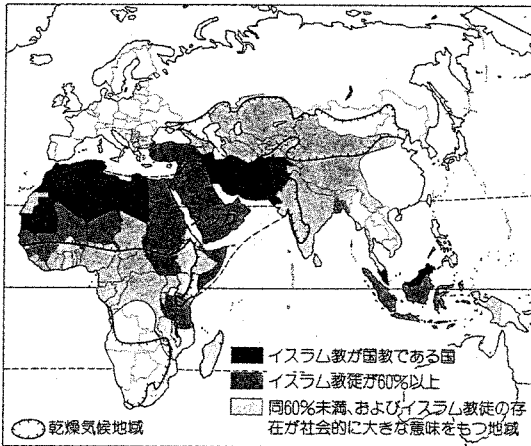 イスラム教が国教である国
イスラム教徒が60%以上
同60%未満、およびイスラム教徒の存
在が社会的に大きな意味をもつ地域
乾燥気候地域